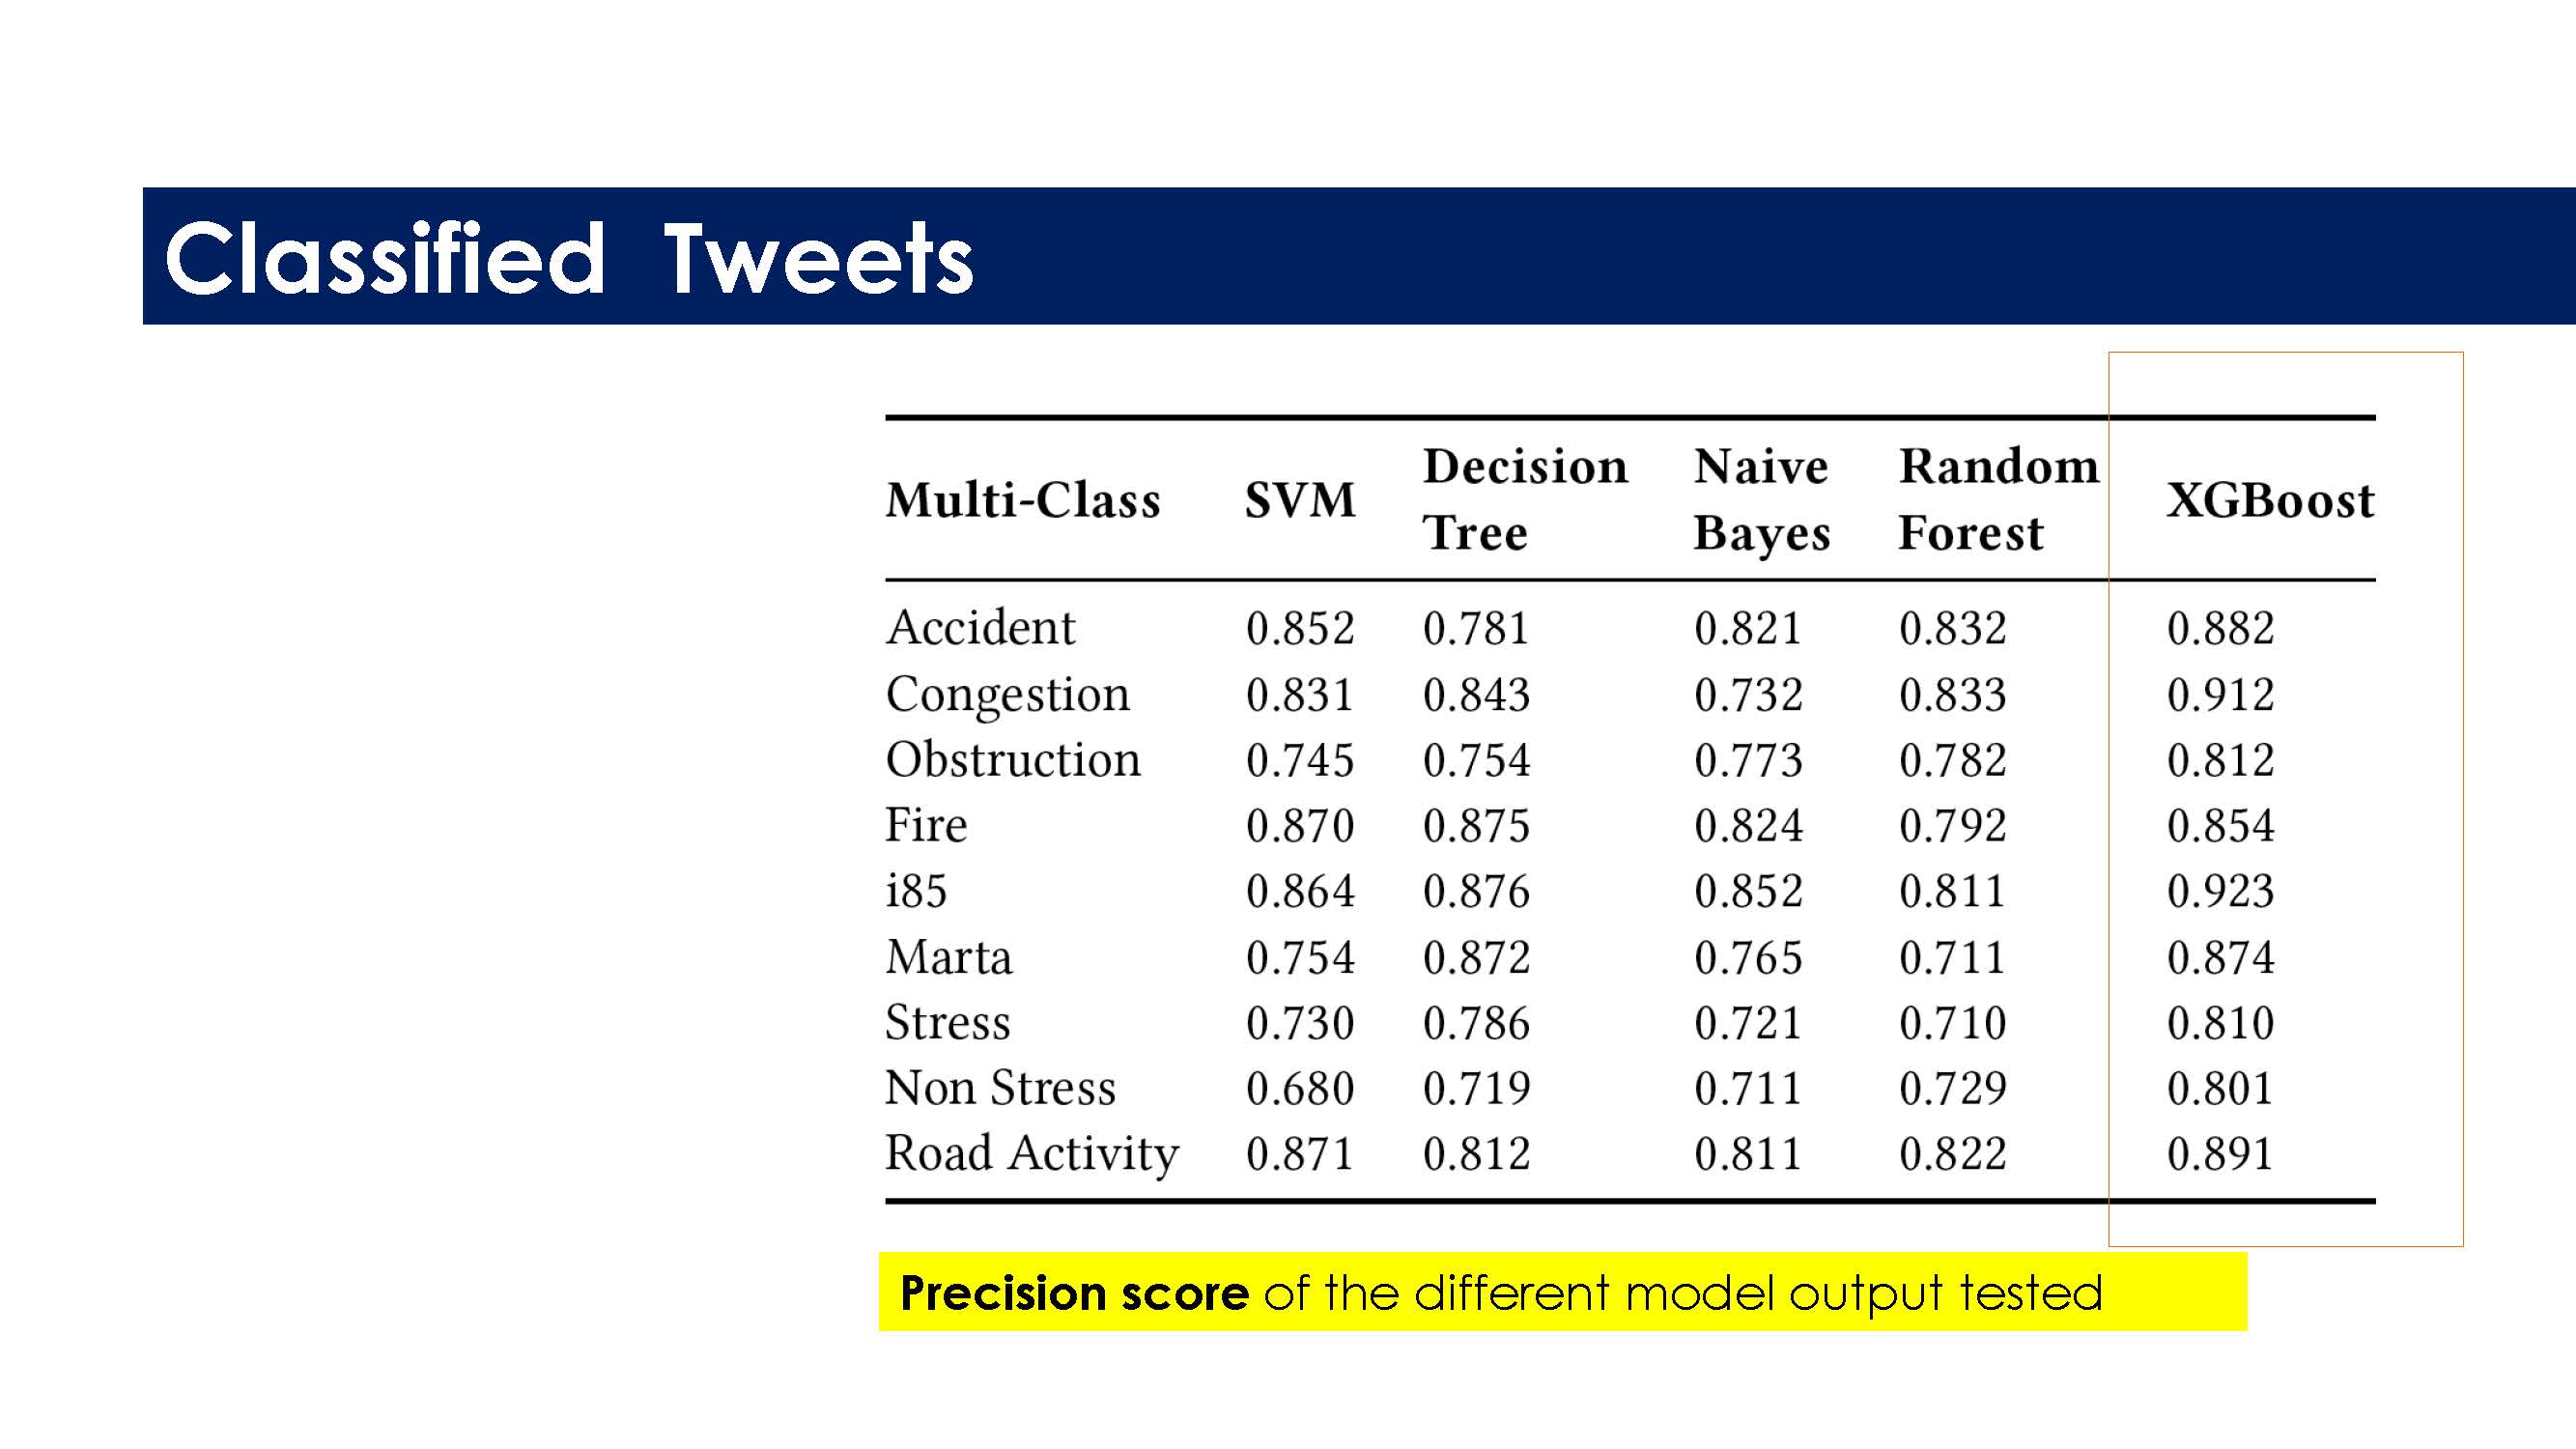 Classified Tweets
Multi-Class SVM Decision Tree Naive Bayes Random Forest XGBoost
Accident 0.852 0.781 0.821 0.832 0.882
Congestion 0.831 0.843 0.732 0.833 0.912
Obstruction 0.745 0.754 0.773 0.782 0.812
Fire 0.870 0.875 0.824 0.792 0.854
i85 0.864 0.876 0.852 0.811 0.923
Marta 0.754 0.872 0.765 0.711 0.874
Stress 0.730 0.786 0.721 0.710 0.810
Non Stress 0.680 0.719 0.711 0.729 0.801
Road Activity 0.871 0.812 0.811 0.822 0.891
Precision score of the different model output tested